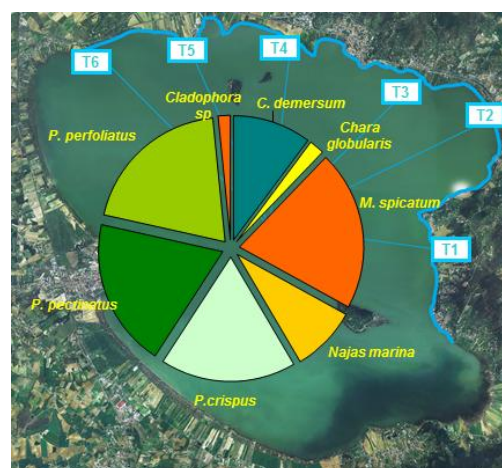 T5
T4
T6
T3
Cladophora
sp
C. demersum
T2
P. perfoliatus
Chara
globularis
M. spicatum
T1
P. pectinatus
Najas marina
P.crispus